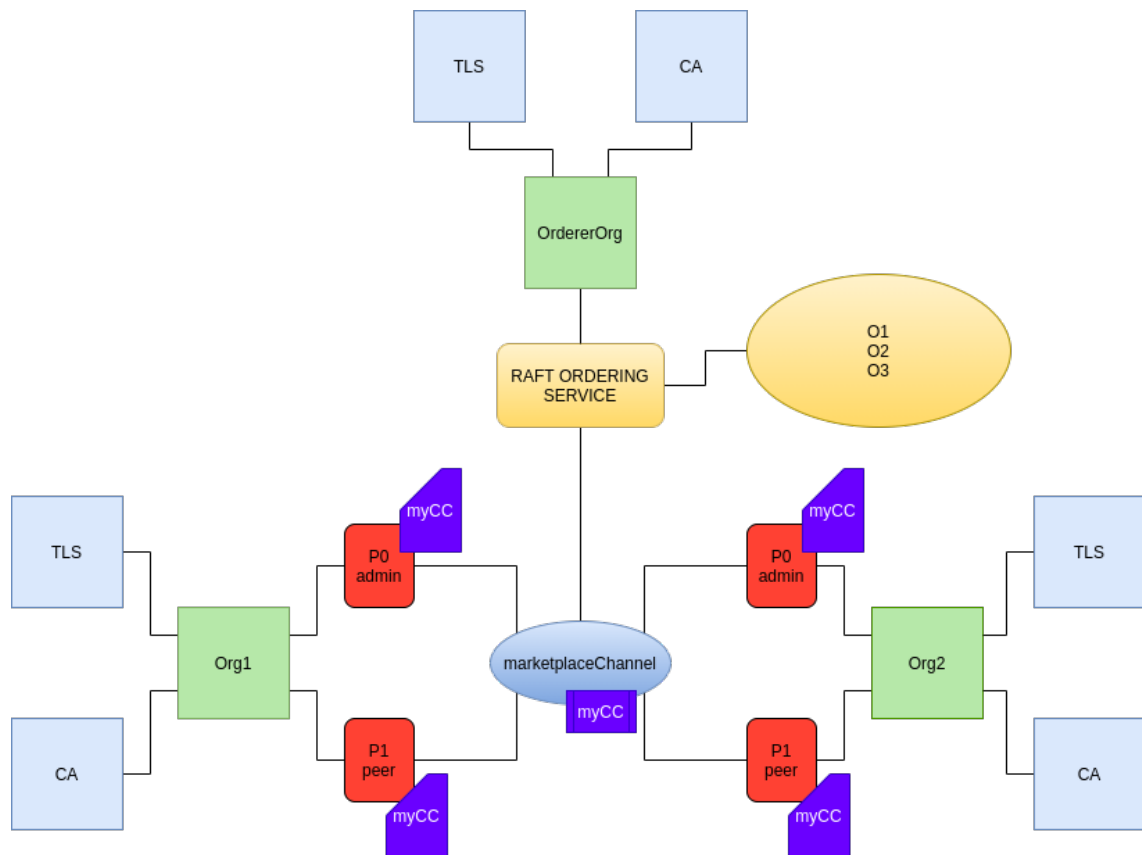 TLS
CA
OrdererOrg
O1
O2
O3
RAFT ORDERING
SERVICE
myCC
myCC
TLS
P0
admin
P0
admin
TLS
Org1
marketplaceChannel
Org2
myCC
CA
P1
peer
P1
peer
CA
myCC
myCC